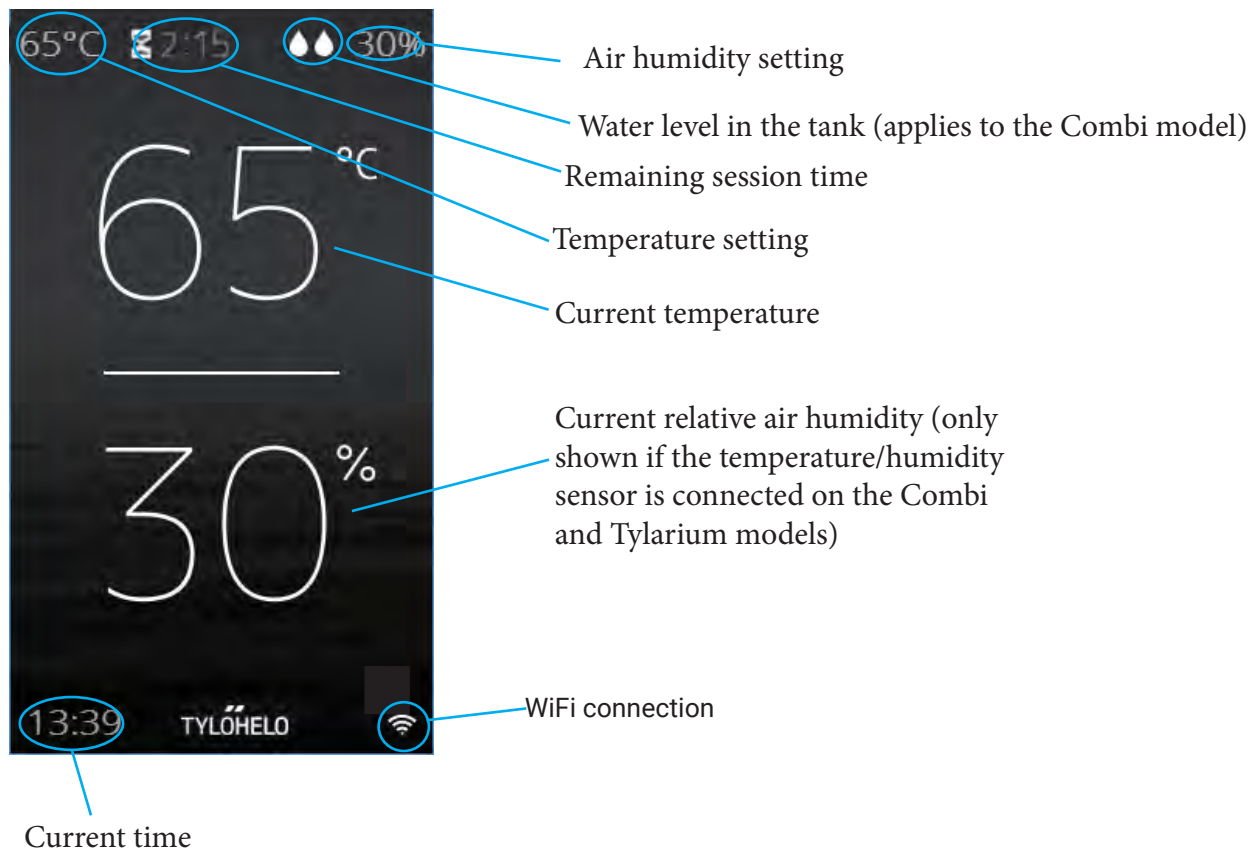 65°C 2:15 30%
Air humidity setting
Water level in the tank (applies to the Combi model)
Remaining session time
65°C
Temperature setting
Current temperature
30%
Current relative air humidity (only
shown if the temperature/humidity
sensor is connected on the Combi
and Tylarium models)
13:39 TYLÖHELO
WiFi connection
Current time